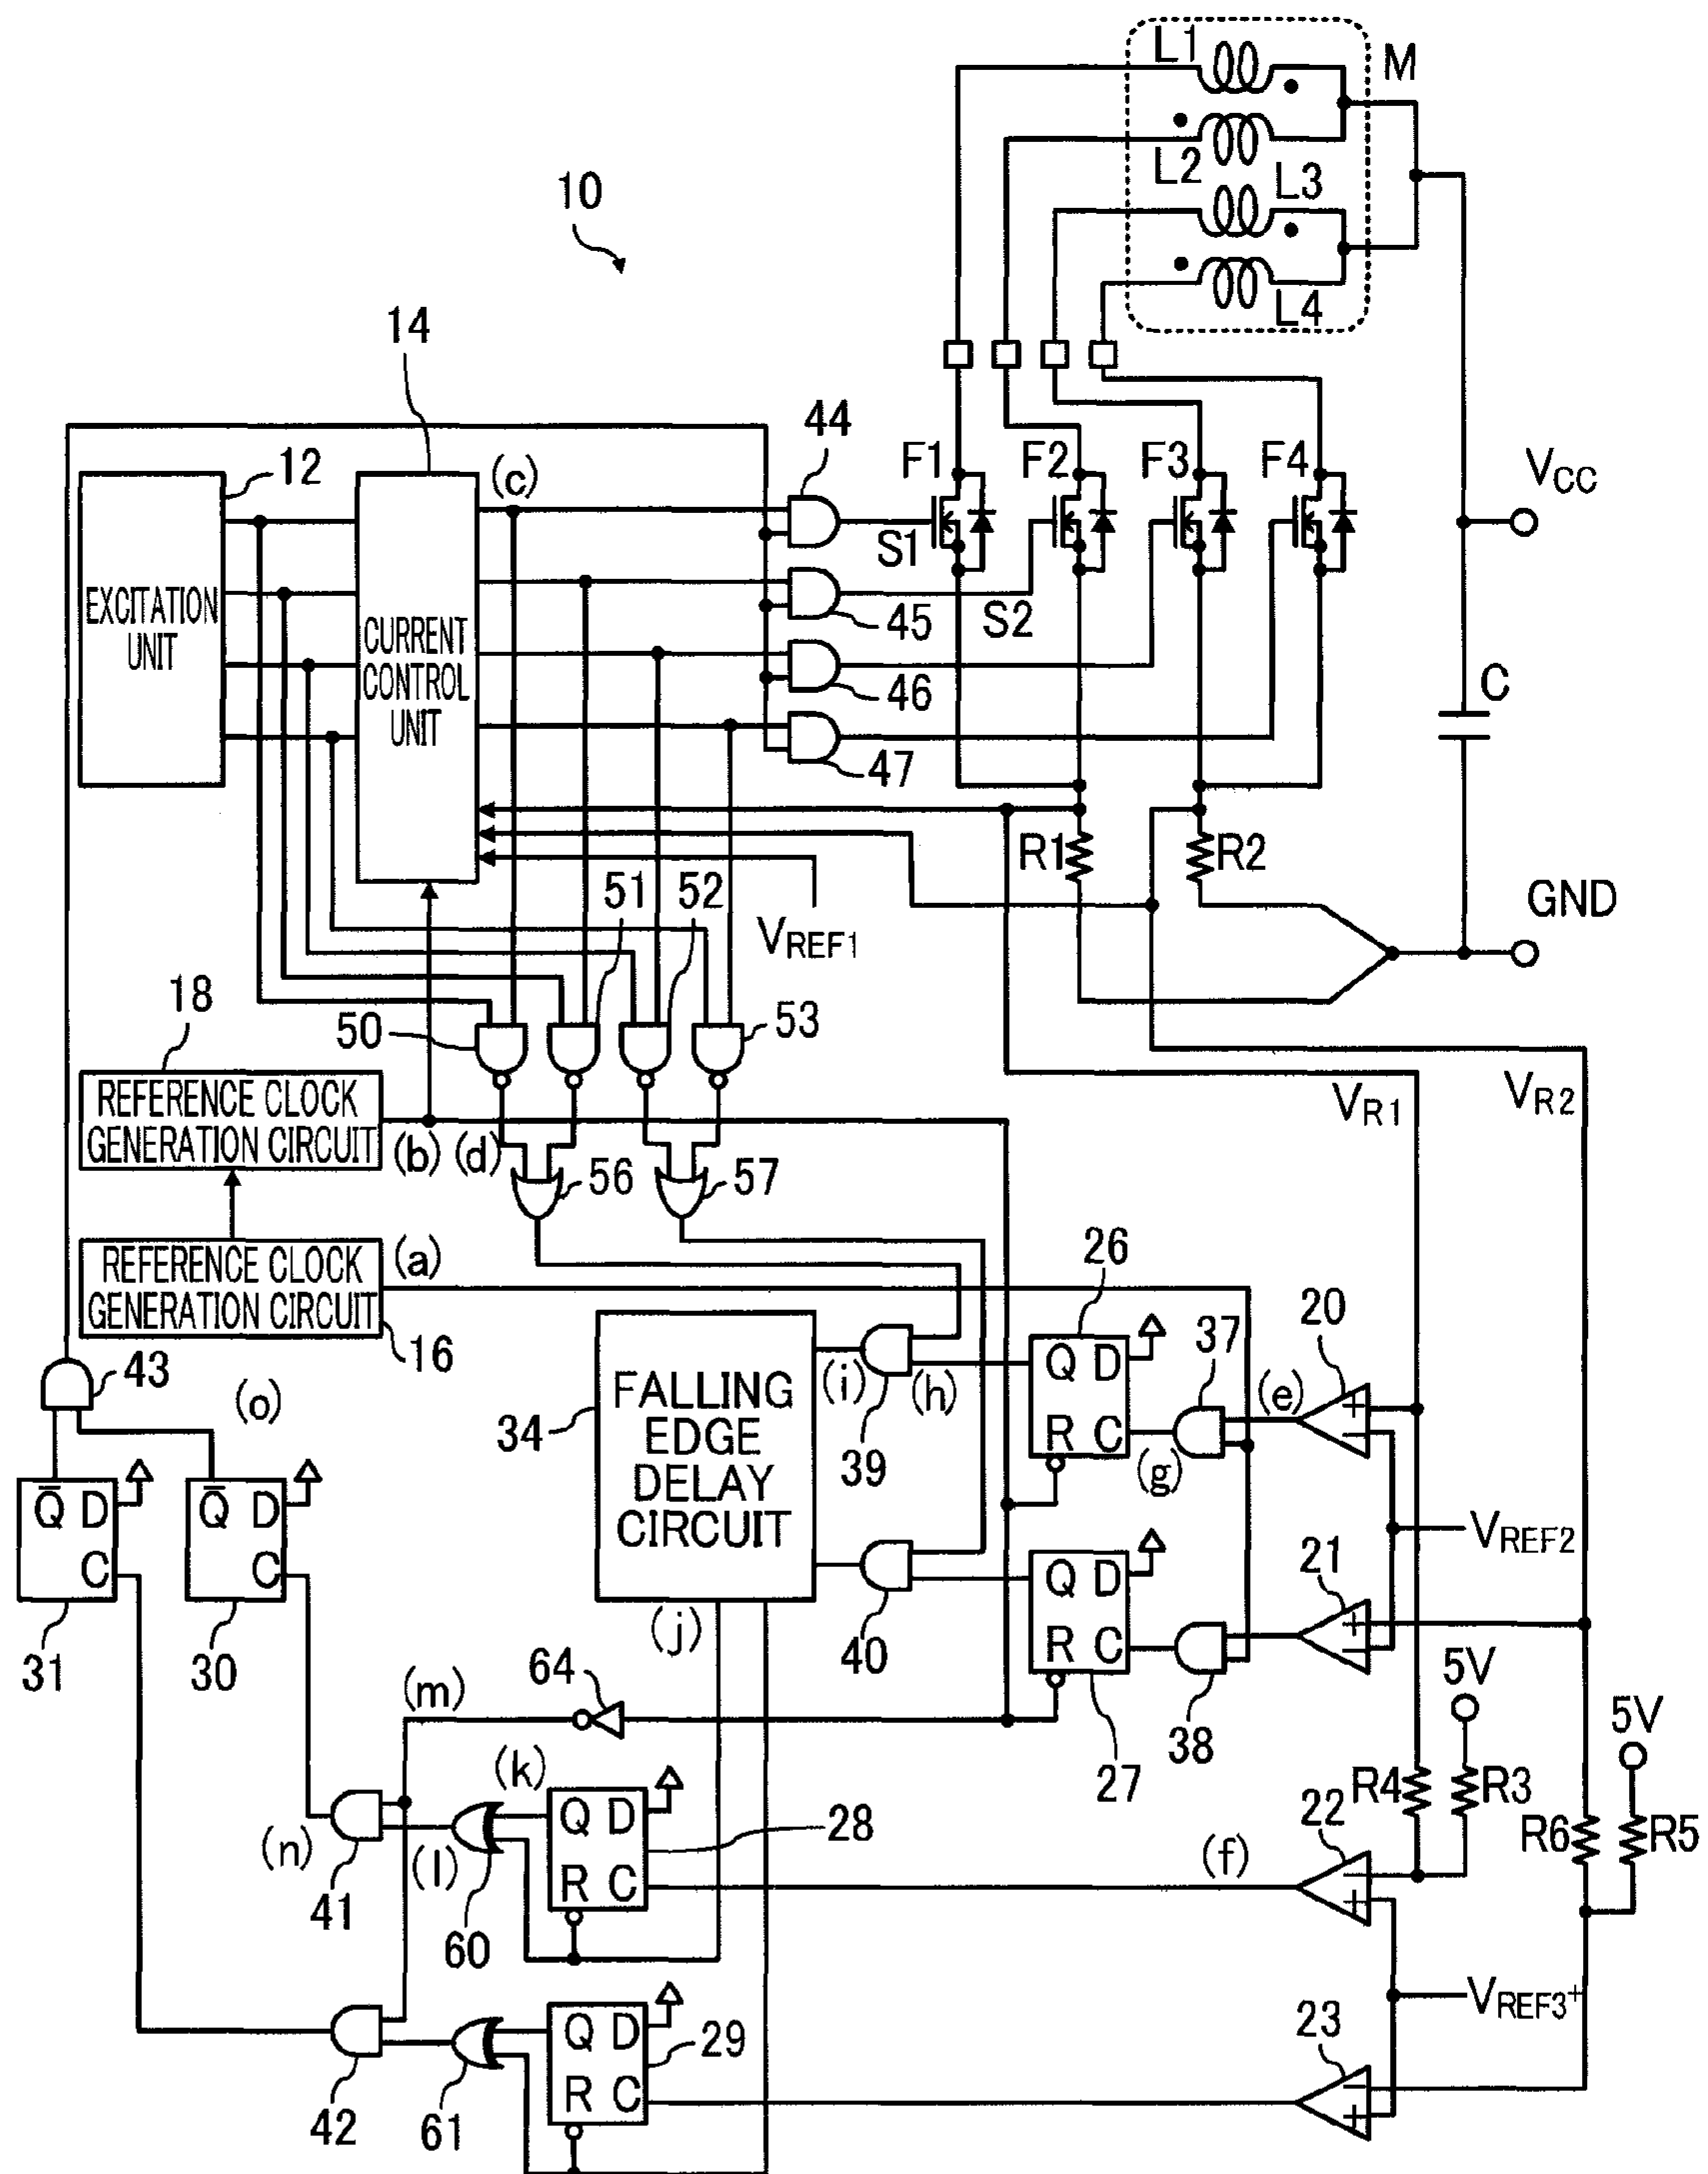 L1
M
L2
L3
L4
10
14
12
(c)
44
F1
F2
F3
F4
VCC
S1
EXCITATION
UNIT
CURRENT
CONTROL
UNIT
45
S2
46
47
C
R1
R2
51
52
VREF1
GND
18
50
53
REFERENCE CLOCK
GENERATION CIRCUIT
(b)
(d)
56
57
VR1
VR2
REFERENCE CLOCK
GENERATION CIRCUIT
(a)
16
26
20
37
43
(o)
34
FALLING
EDGE
DELAY
CIRCUIT
(i)
(h)
39
Q D
R C
(g)
(e)
+
−
Q̅ D
C
Q̅ D
C
VREF2
31
30
(j)
40
Q D
R C
38
27
21
+
−
5V
5V
64
(m)
(k)
R4
R3
R6
R5
(n)
41
(l)
60
Q D
R C
28
(f)
22
−
+
VREF3+
42
61
Q D
R C
29
23
−
+